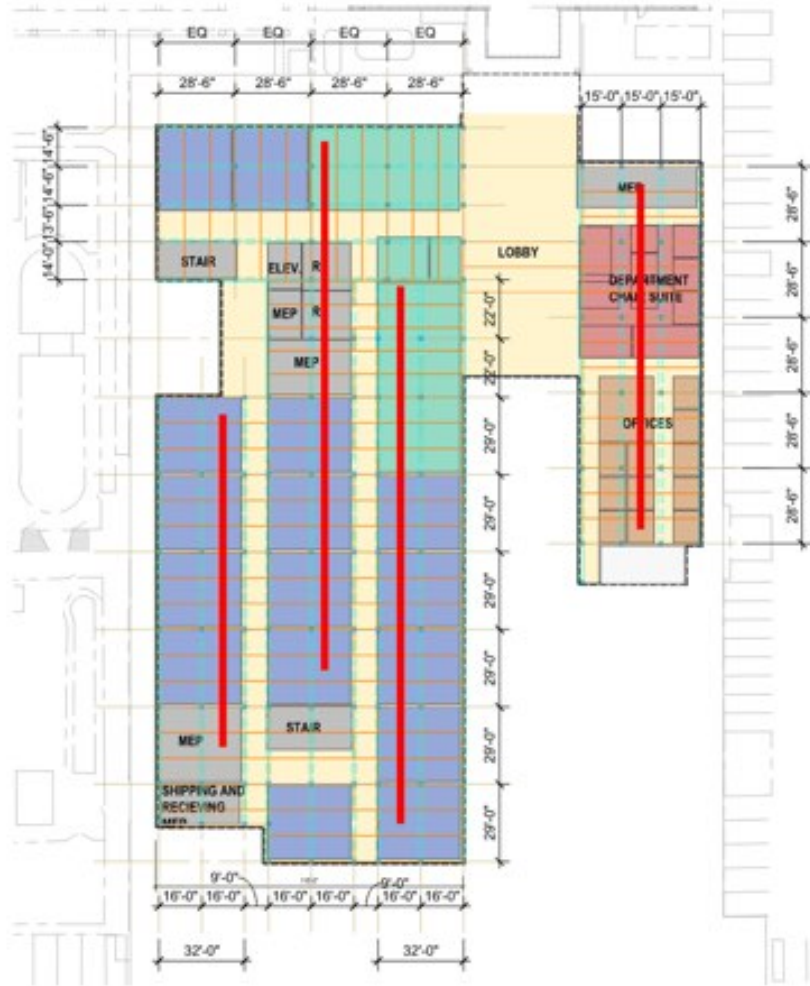 EQ EQ EQ EQ
28'-6" 28'-6" 28'-6" 28'-6"
15'-0" 15'-0" 15'-0"
14'-6"
14'-6"
13'-6"
14'-0"
MEP
28'-6"
STAIR
ELEV. R
LOBBY
DEPARTMENT
CHAIR SUITE
28'-6"
MEP R
22'-0"
MEP
22'-0"
28'-6"
OFFICES
29'-0"
28'-6"
29'-0"
28'-6"
29'-0"
29'-0"
MEP
STAIR
29'-0"
SHIPPING AND
RECIEVING
MEP
29'-0"
9'-0" 9'-0"
16'-0" 16'-0" 16'-0" 16'-0" 16'-0" 16'-0"
32'-0" 32'-0"